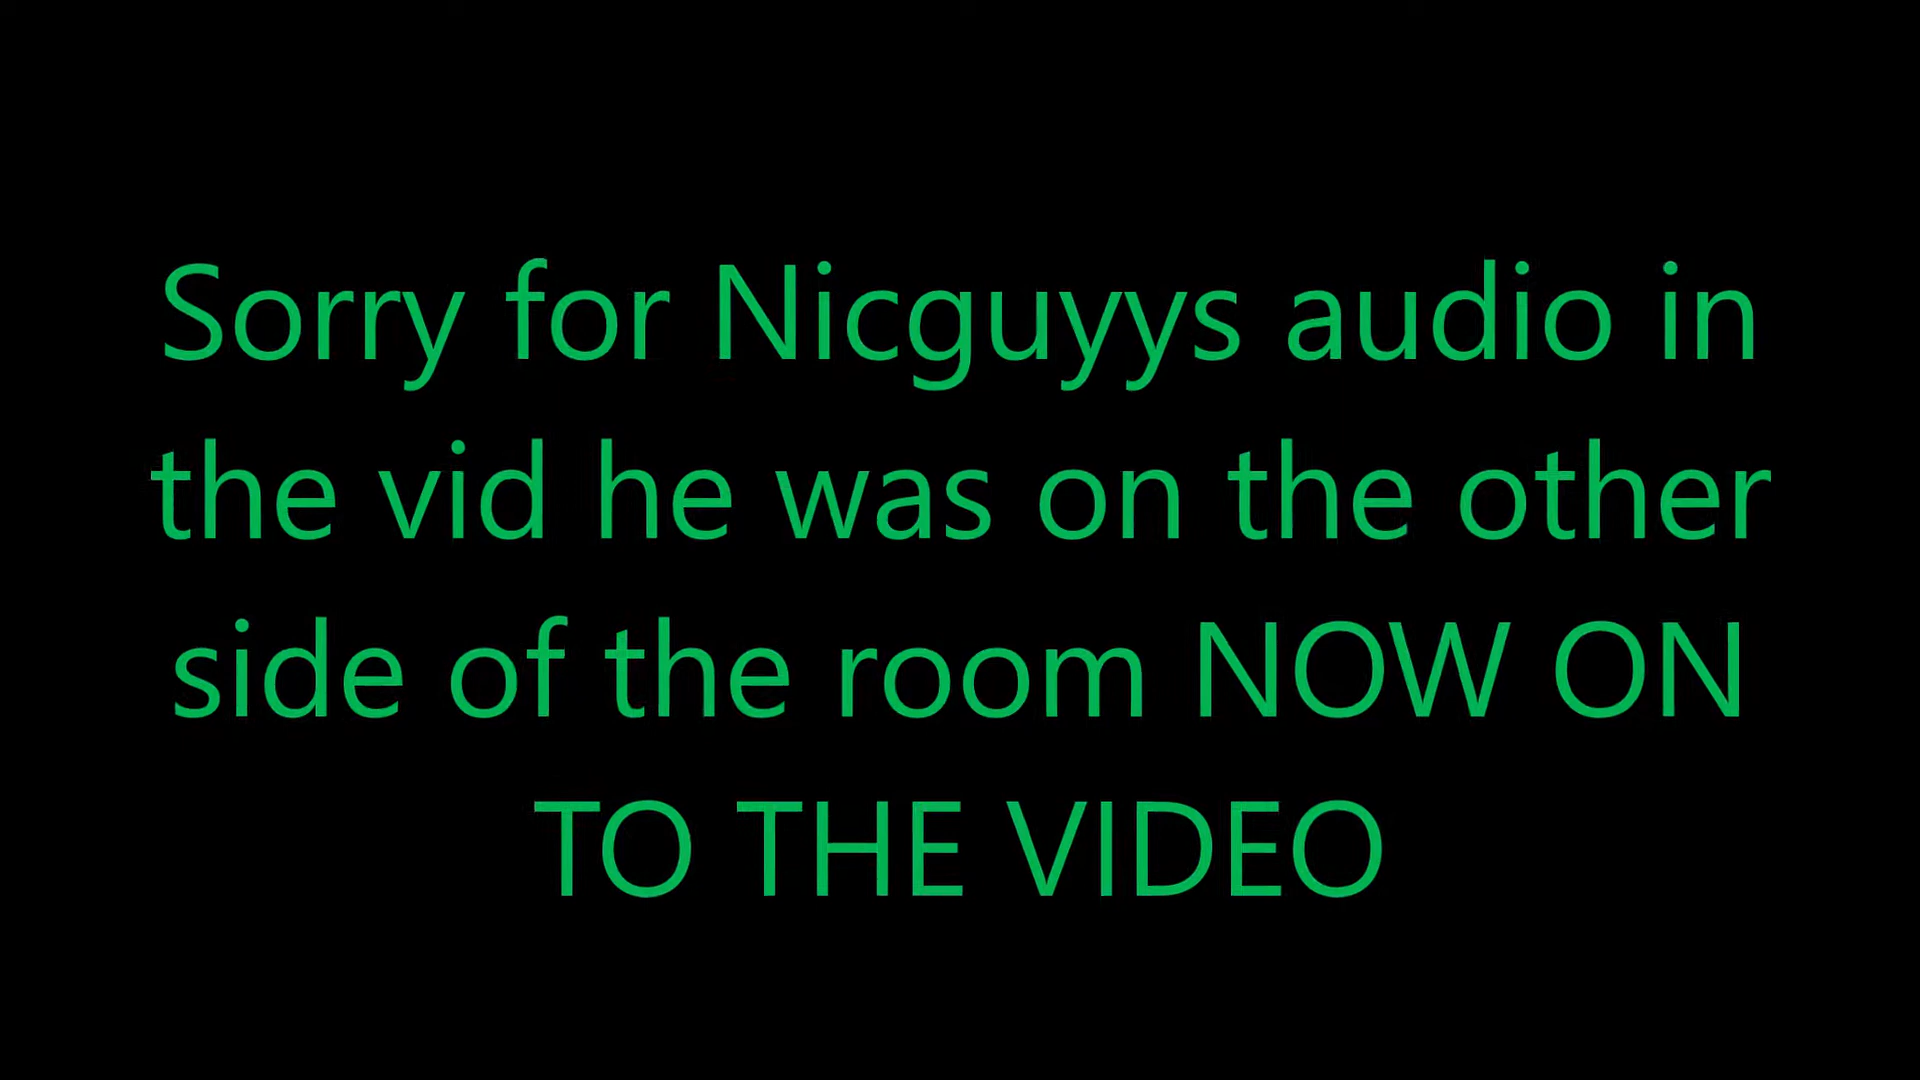 Sorry for Nicguyys audio in
the vid he was on the other
side of the room NOW ON
TO THE VIDEO